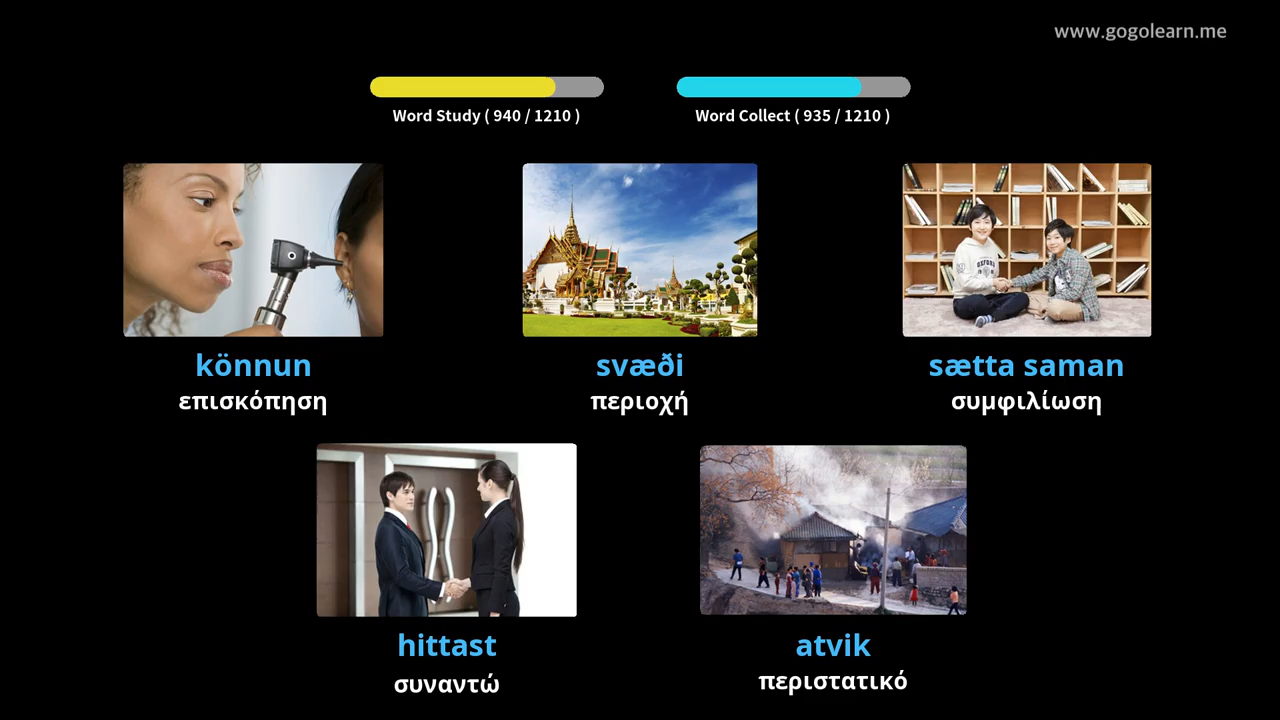 www.gogolearn.me
Word Study ( 940 / 1210 )
Word Collect ( 935 / 1210 )
könnun
επισκόπηση
svæði
περιοχή
sætta saman
συμφιλίωση
hittast
συναντώ
atvik
περιστατικό